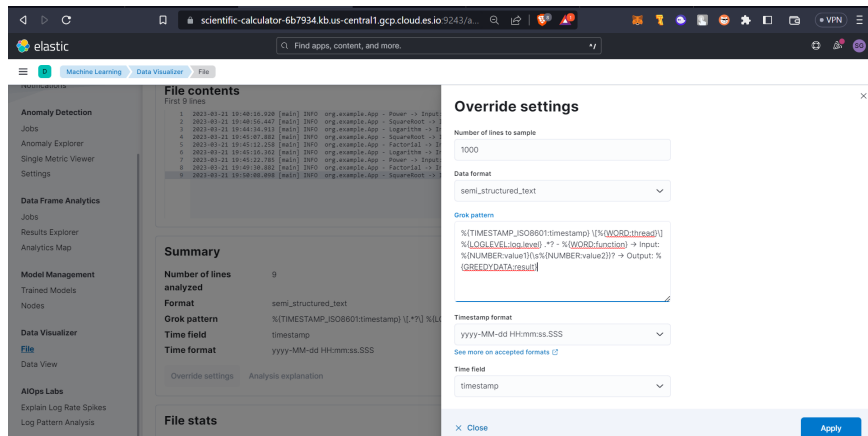 scientific-calculator-6b7934.kb.us-central1.gcp.cloud.es.io:9243/a...
VPN
elastic
Find apps, content, and more.
D
Machine Learning
Data Visualizer
File
Notifications
Anomaly Detection
Jobs
Anomaly Explorer
Single Metric Viewer
Settings
Data Frame Analytics
Jobs
Results Explorer
Analytics Map
Model Management
Trained Models
Nodes
Data Visualizer
File
Data View
AIOps Labs
Explain Log Rate Spikes
Log Pattern Analysis
File contents
First 9 lines
1 2023-03-21 19:40:16.920 [main] INFO org.example.App - Power -> Input:
2 2023-03-21 19:40:56.447 [main] INFO org.example.App - SquareRoot ->
3 2023-03-21 19:44:34.913 [main] INFO org.example.App - Logarithm ->
4 2023-03-21 19:45:07.882 [main] INFO org.example.App - SquareRoot ->
5 2023-03-21 19:45:12.258 [main] INFO org.example.App - Factorial ->
6 2023-03-21 19:45:16.302 [main] INFO org.example.App - Logarithm ->
7 2023-03-21 19:45:22.785 [main] INFO org.example.App - Power -> Input:
8 2023-03-21 19:49:30.862 [main] INFO org.example.App - Factorial ->
9 2023-03-21 19:50:08.098 [main] INFO org.example.App - SquareRoot ->
Summary
Number of lines analyzed 9
Format semi_structured_text
Grok pattern %{TIMESTAMP_ISO8601:timestamp} \[.*?\] %{LO
Time field timestamp
Time format yyyy-MM-dd HH:mm:ss.SSS
Override settings Analysis explanation
File stats
Override settings
Number of lines to sample
1000
Data format
semi_structured_text
Grok pattern
%{TIMESTAMP_ISO8601:timestamp} \[%{WORD:thread}\]
%{LOGLEVEL:log.level} .*? - %{WORD:function} -> Input:
%{NUMBER:value1}(\s%{NUMBER:value2})? -> Output: %
{GREEDYDATA:result}
Timestamp format
yyyy-MM-dd HH:mm:ss.SSS
See more on accepted formats
Time field
timestamp
Close
Apply